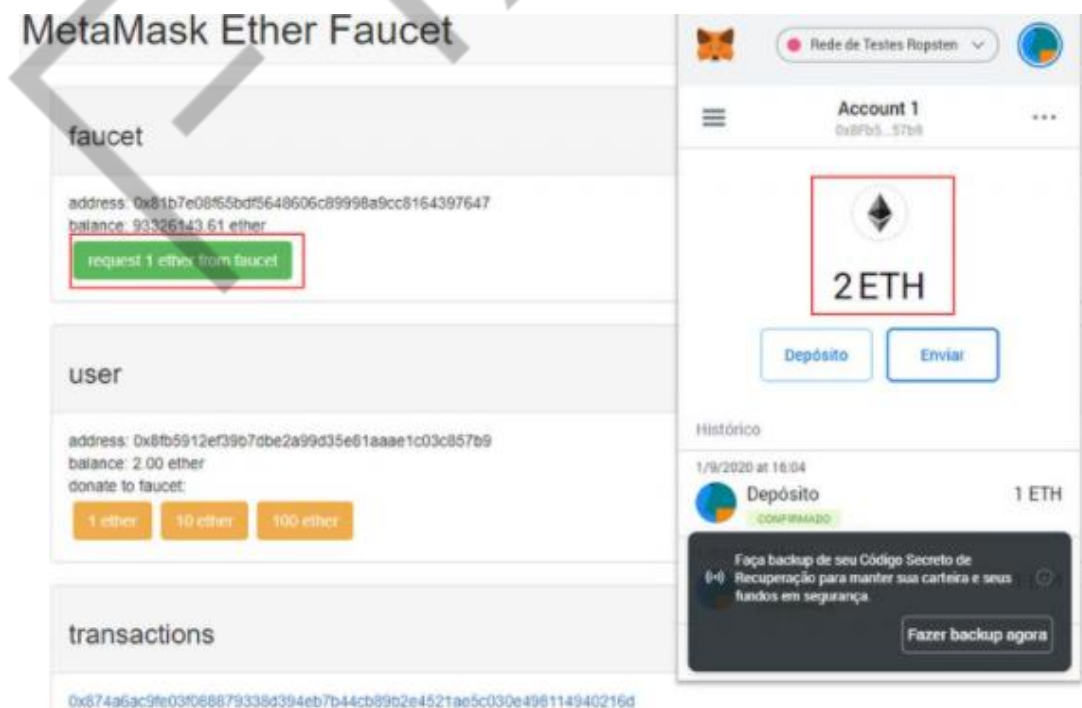 MetaMask Ether Faucet
faucet
address: 0x81b7e08f65bdf5648606c89998a9cc8164397647
balance: 93326143.61 ether
request 1 ether from faucet
user
address: 0x8fb5912ef39b7dbe2a99d35e81aaae1c03c857b9
balance: 2.00 ether
donate to faucet:
1 ether
10 ether
100 ether
transactions
0x874a6ac9fe03f088879338d394eb7b44cb89b2e4521ae5c030e498114940216d
Rede de Testes Ropsten
Account 1
0x8Fb5...57b9
2 ETH
Depósito
Enviar
Histórico
1/9/2020 at 16:04
Depósito
1 ETH
CONFIRMADO
Faça backup de seu Código Secreto de
Recuperação para manter sua carteira e seus
fundos em segurança.
Fazer backup agora